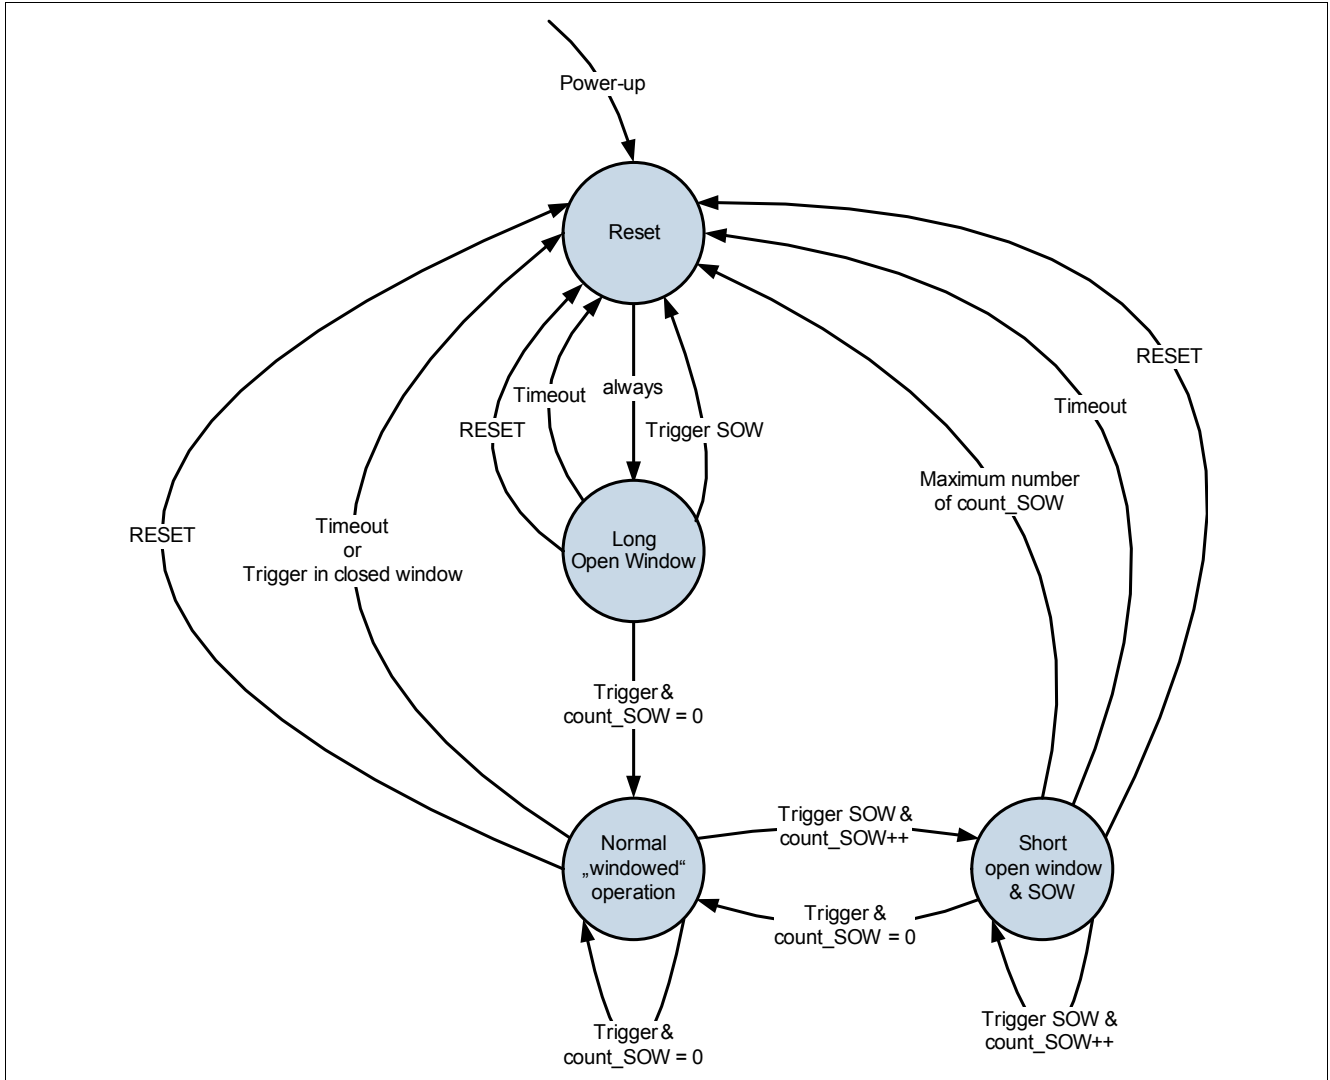 Power-up
Reset
RESET
Timeout
always
Timeout
RESET
Trigger SOW
Maximum number
of count_SOW
RESET
Timeout
or
Trigger in closed window
Long
Open Window
Trigger &
count_SOW = 0
Normal
„windowed“
operation
Trigger SOW &
count_SOW++
Short
open window
& SOW
Trigger &
count_SOW = 0
Trigger &
count_SOW = 0
Trigger SOW &
count_SOW++